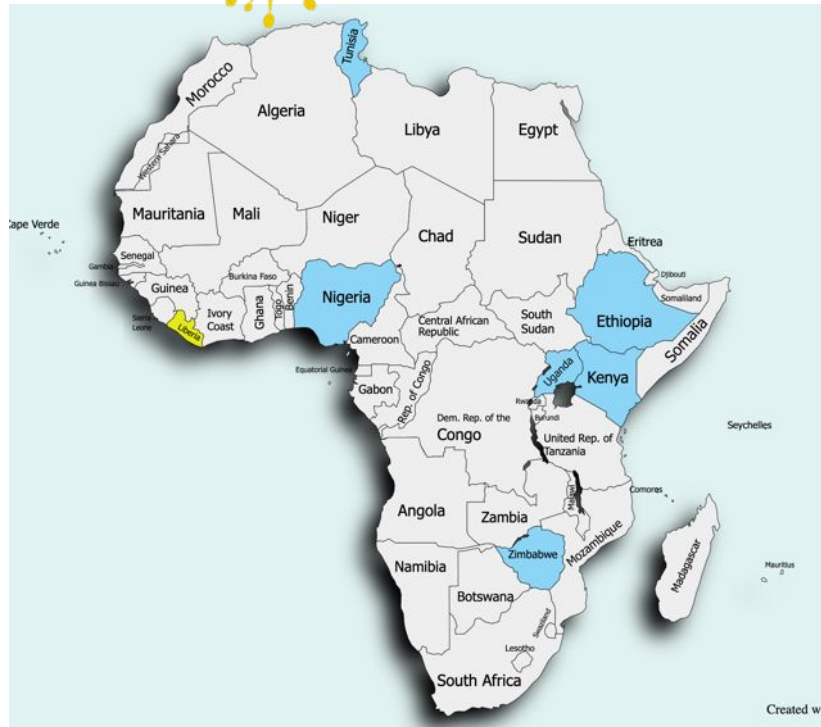 Tunisia
Morocco
Algeria
Libya
Egypt
Western Sahara
Mauritania
Mali
Niger
Chad
Sudan
Eritrea
Cape Verde
Senegal
Gambia
Guinea Bissau
Guinea
Burkina Faso
Djibouti
Somaliland
Sierra
Leone
Liberia
Ivory
Coast
Ghana
Togo
Benin
Nigeria
Cameroon
Central African
Republic
South
Sudan
Ethiopia
Somalia
Equatorial Guinea
Gabon
Rep. of Congo
Dem. Rep. of the
Congo
Uganda
Kenya
Rwanda
Burundi
United Rep. of
Tanzania
Seychelles
Comoros
Angola
Zambia
Malawi
Mozambique
Zimbabwe
Madagascar
Mauritius
Namibia
Botswana
Swaziland
Lesotho
South Africa
Created w